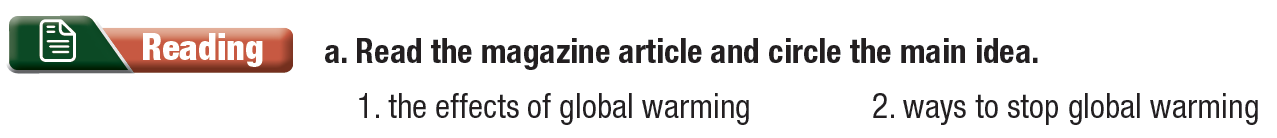 Reading a. Read the magazine article and circle the main idea.
1. the effects of global warming 2. ways to stop global warming